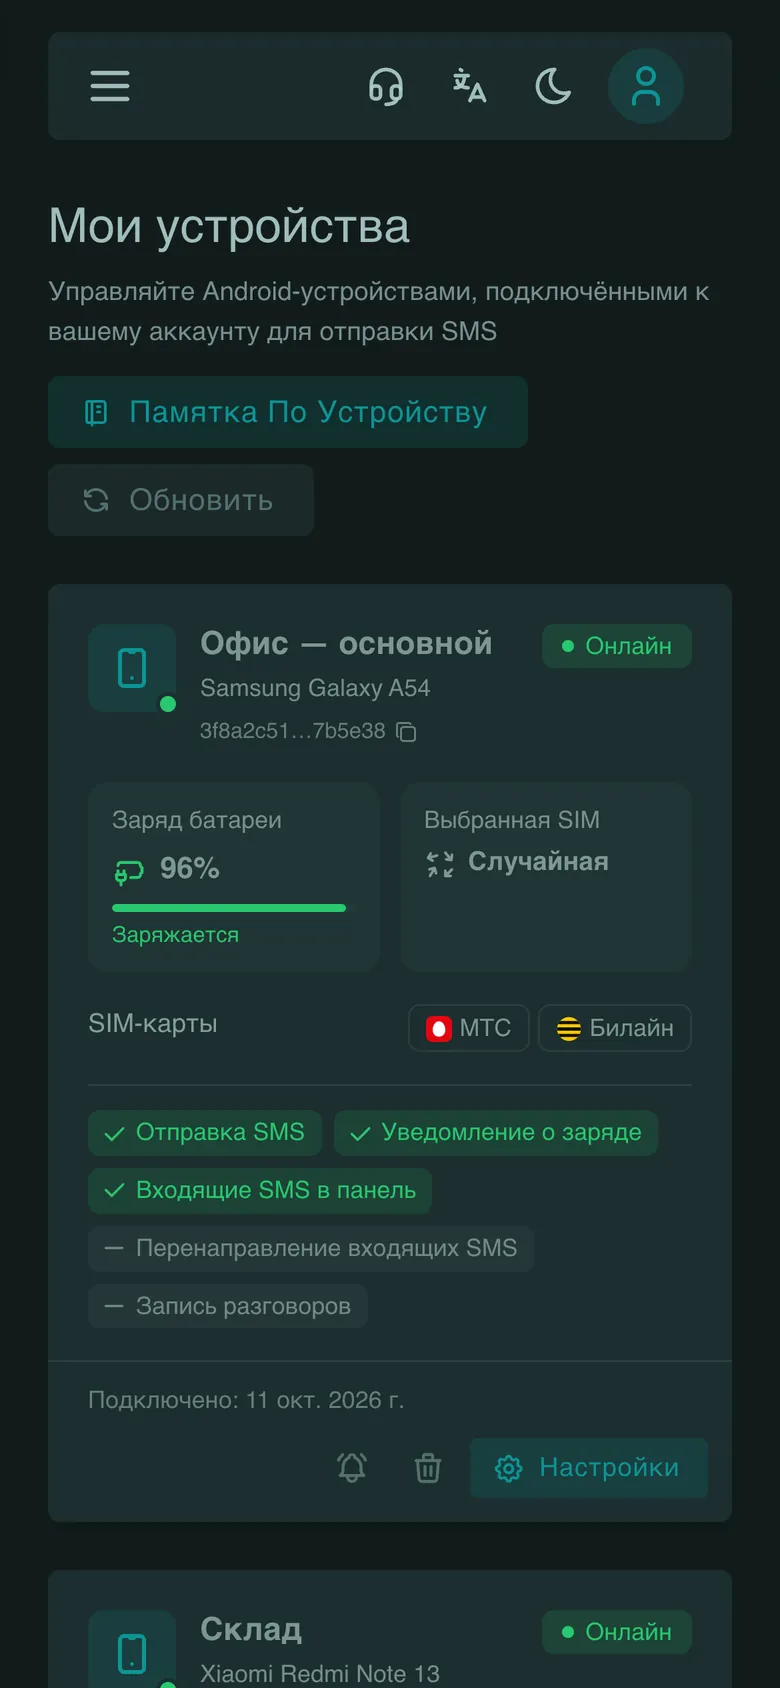 Мои устройства
Управляйте Android-устройствами, подключёнными к
вашему аккаунту для отправки SMS
Памятка По Устройству
Обновить
Офис — основной
Онлайн
Samsung Galaxy A54
3f8a2c51...7b5e38
Заряд батареи
96%
Заряжается
Выбранная SIM
Случайная
SIM-карты
МТС
Билайн
Отправка SMS
Уведомление о заряде
Входящие SMS в панель
Перенаправление входящих SMS
Запись разговоров
Подключено: 11 окт. 2026 г.
Настройки
Склад
Онлайн
Xiaomi Redmi Note 13